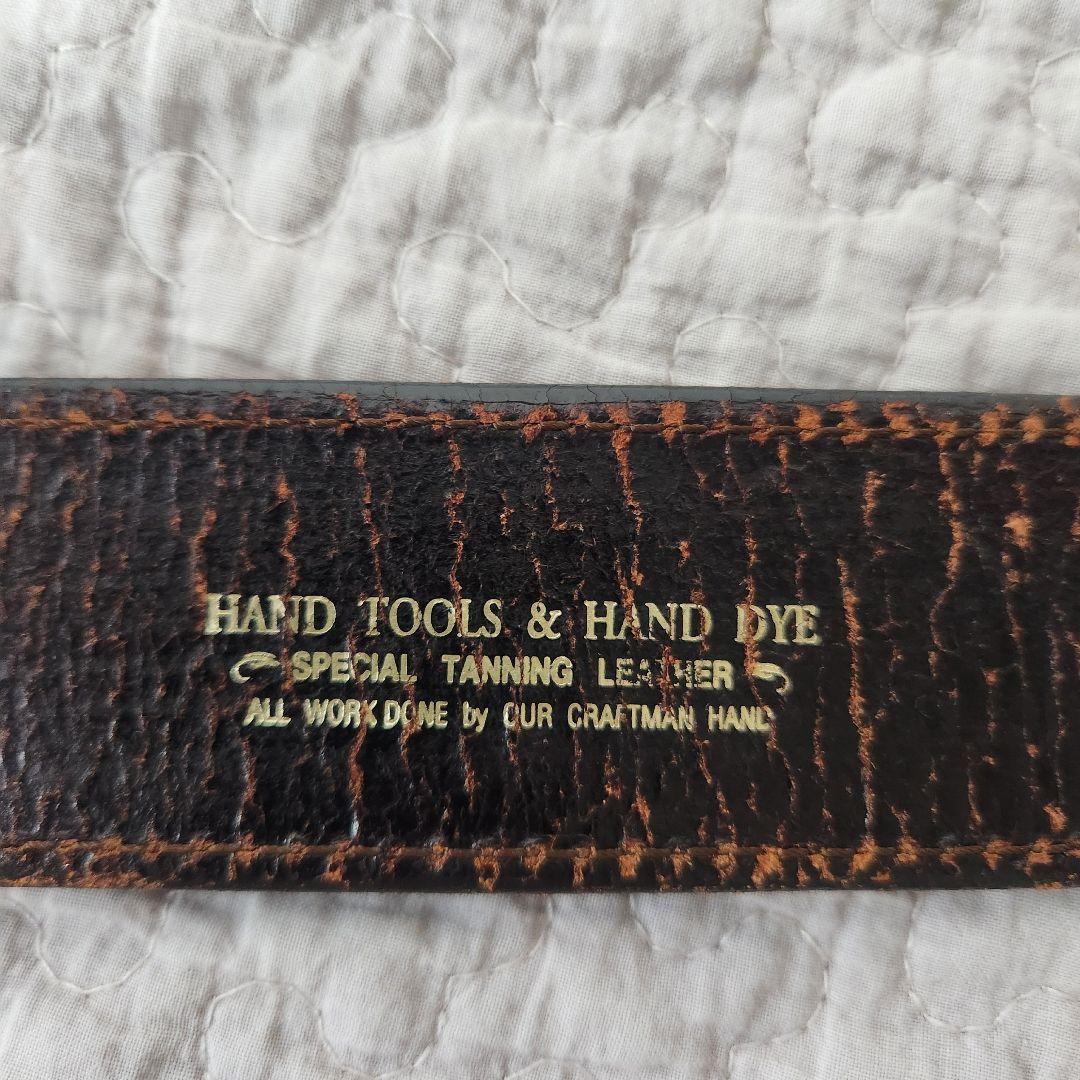 HAND TOOLS & HAND DYE
SPECIAL TANNING LEATHER
ALL WORK DONE by OUR CRAFTMAN HAND